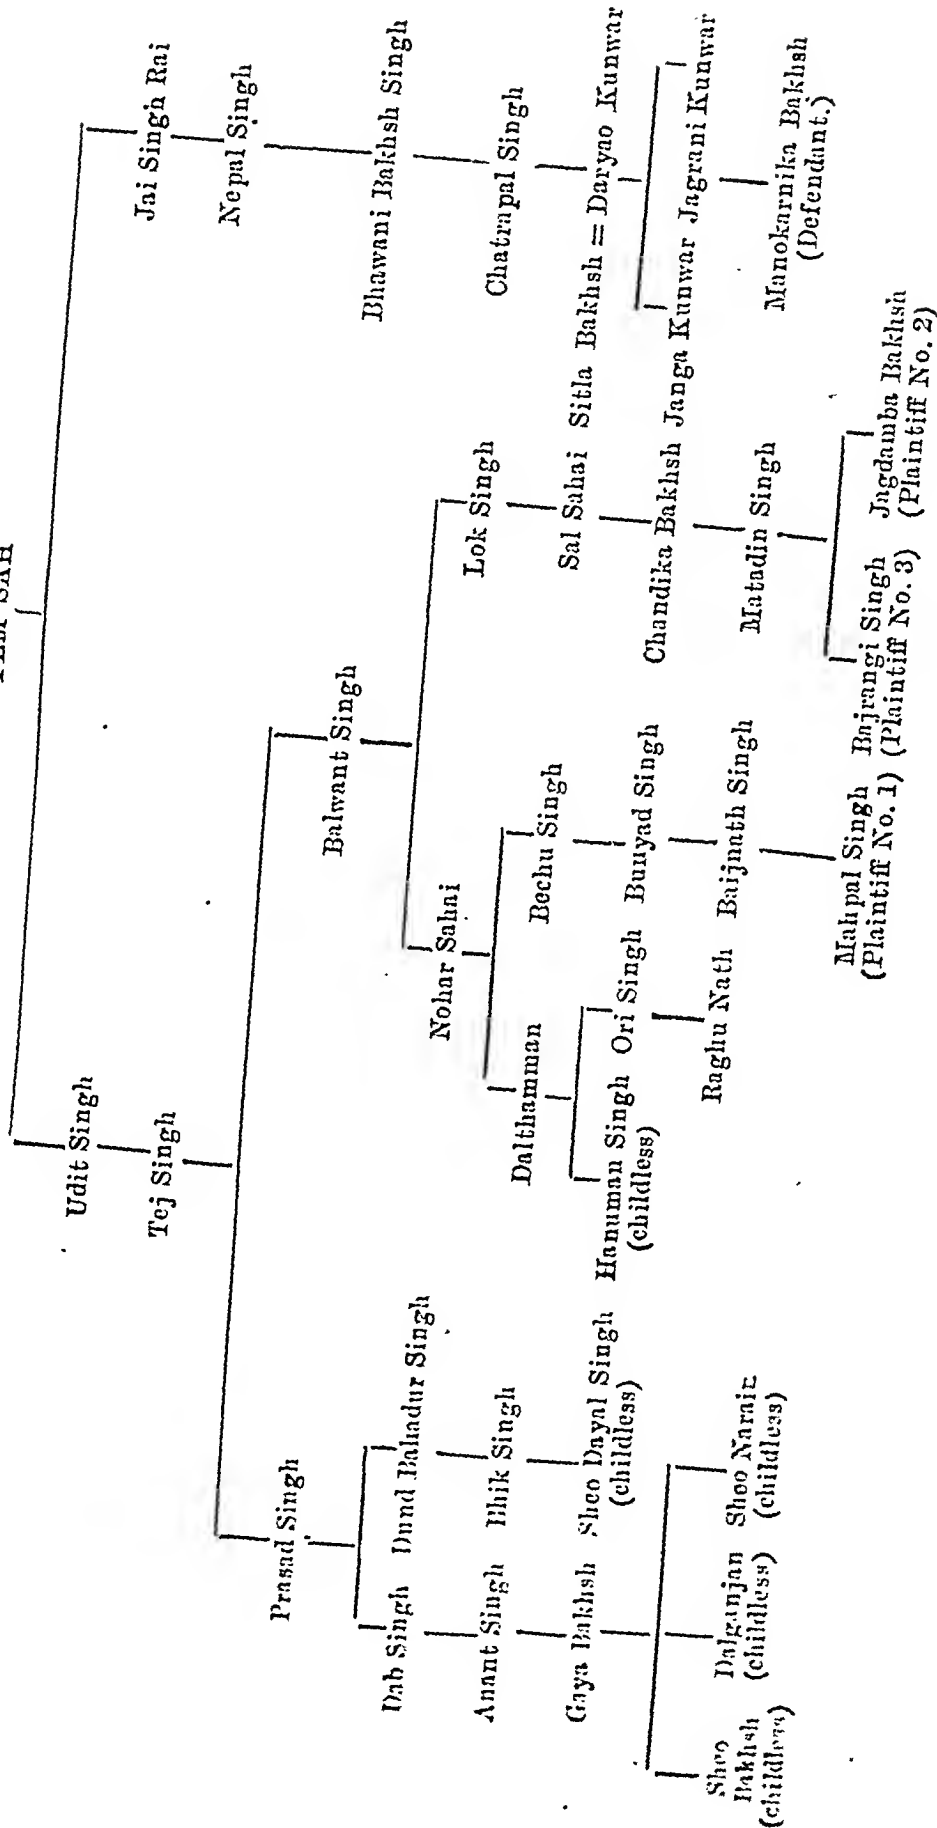 SAH
Udit Singh
Jai Singh Rai
Tej Singh
Nepal Singh
Prasad Singh
Balwant Singh
Bhawani Bakhsh Singh
Dab Singh Dund Bahadur Singh
Nohar Sahai
Lok Singh
Chatrapal Singh
Anant Singh
Bhik Singh
Dalthamman
Bechu Singh
Sal Sahai
Sitla Bakhsh = Daryao Kunwar
Gaya Bakhsh
Sheo Dayal Singh
(childless)
Hanuman Singh
(childless)
Ori Singh
Bunyad Singh
Chandika Bakhsh
Janga Kunwar Jagrani Kunwar
Raghu Nath
Baijnath Singh
Matadin Singh
Manokarnika Bakhsh
(Defendant.)
Sheo
Bakhsh
(childless)
Dalganjan
(childless)
Sheo Narain
(childless)
Mahpal Singh
(Plaintiff No. 1)
Bajrangi Singh
(Plaintiff No. 3)
Jagdamba Bakhsh
(Plaintiff No. 2)